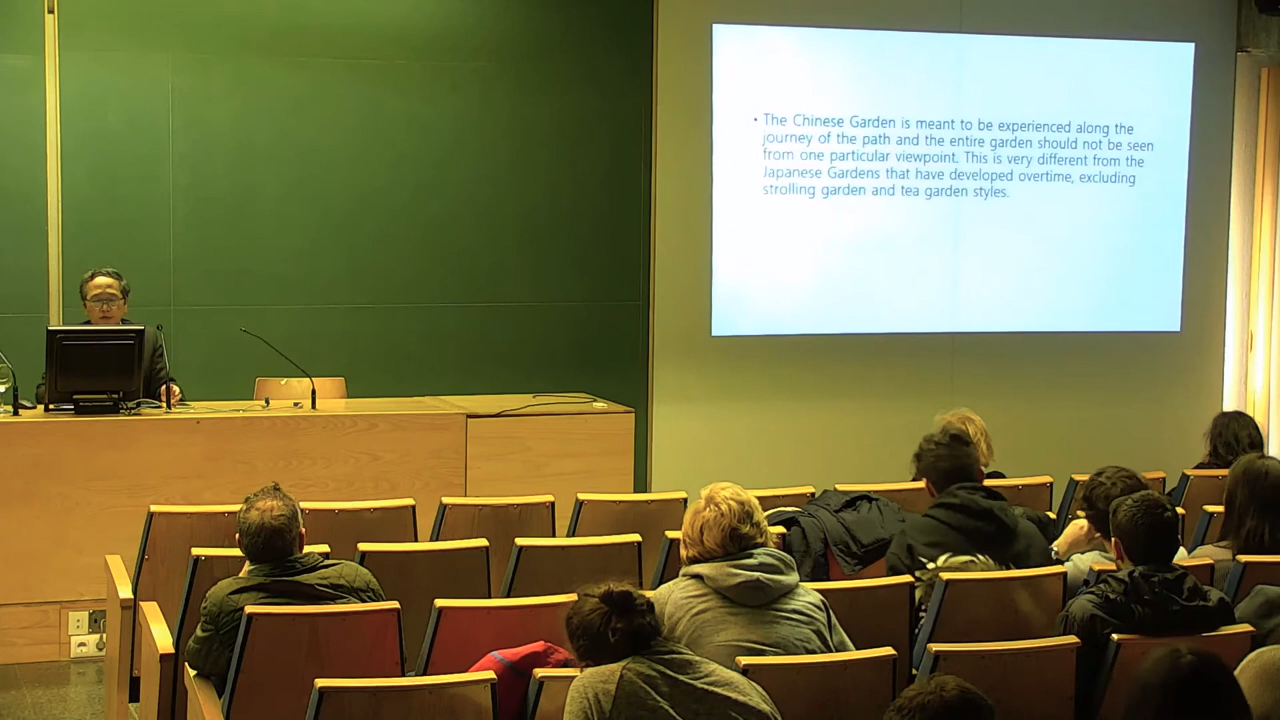 • The Chinese Garden is meant to be experienced along the
journey of the path and the entire garden should not be seen
from one particular viewpoint. This is very different from the
Japanese Gardens that have developed overtime, excluding
strolling garden and tea garden styles.